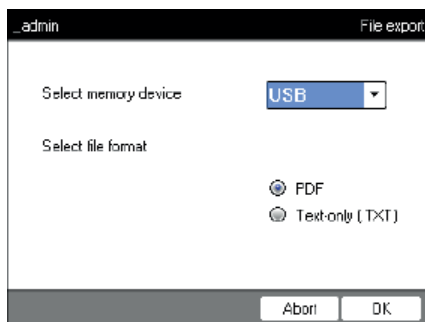 _admin File export
Select memory device USB
Select file format
PDF
Text-only ( TXT )
Abort OK